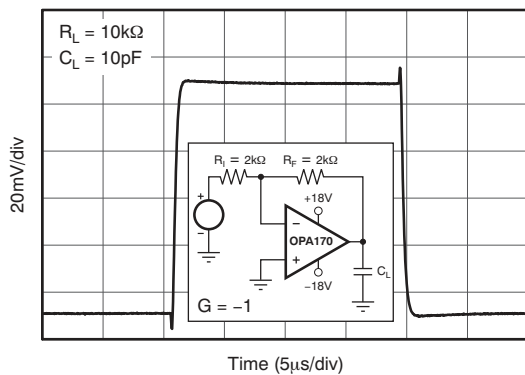 R_L = 10kΩ
C_L = 10pF
20mV/div
R_I = 2kΩ
R_F = 2kΩ
+
−
+18V
−
OPA170
+
−18V
C_L
G = −1
Time (5μs/div)